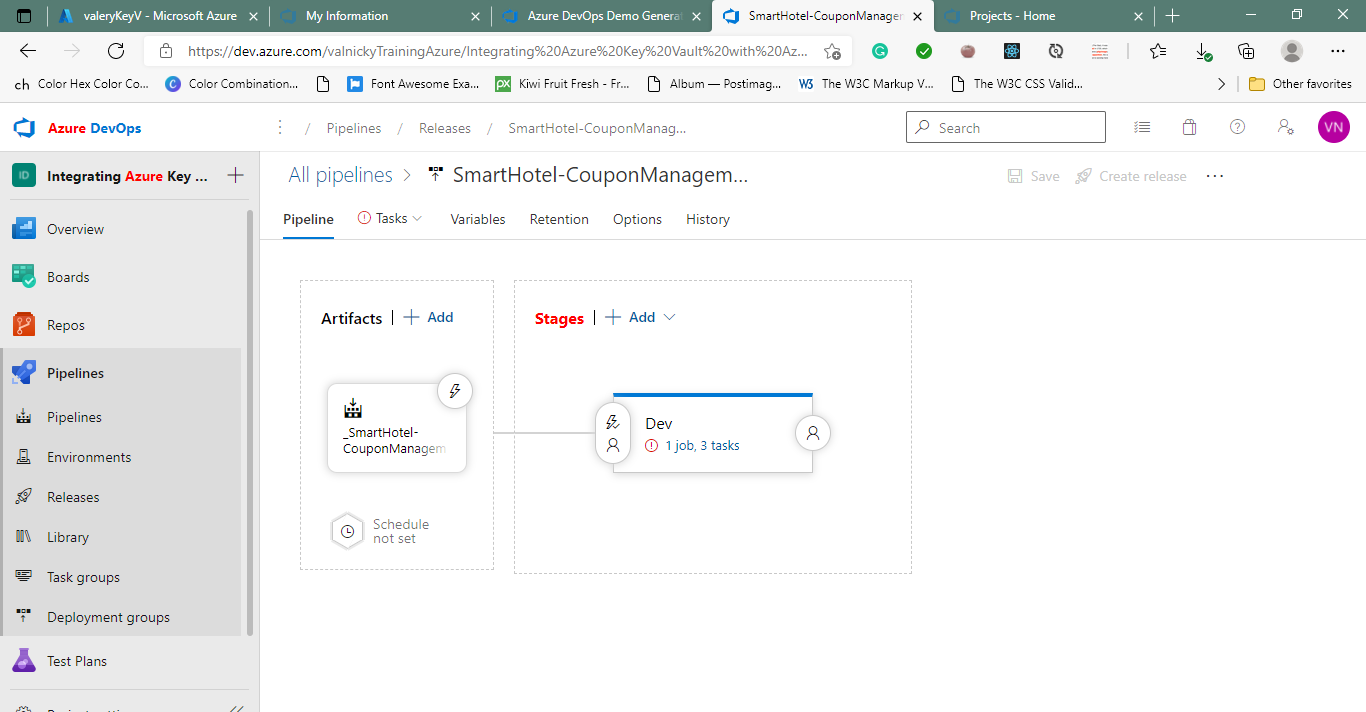 valeryKeyV - Microsoft Azure
My Information
Azure DevOps Demo Genera
SmartHotel-CouponManager
Projects - Home
https://dev.azure.com/valnickyTrainingAzure/Integrating%20Azure%20Key%20Vault%20with%20Az...
ch Color Hex Color Co...
C Color Combination...
Font Awesome Exa...
px Kiwi Fruit Fresh - Fr...
Album — Postimag...
W3 The W3C Markup V...
The W3C CSS Valid...
Other favorites
Azure DevOps
/ Pipelines / Releases / SmartHotel-CouponManag...
Search
VN
ID Integrating Azure Key ...
All pipelines > SmartHotel-CouponManagem...
Save
Create release
Pipeline
Tasks
Variables
Retention
Options
History
Overview
Boards
Repos
Pipelines
Pipelines
Environments
Releases
Library
Task groups
Deployment groups
Test Plans
Artifacts | + Add
Stages | + Add
_SmartHotel-
CouponManagem
Dev
1 job, 3 tasks
Schedule
not set